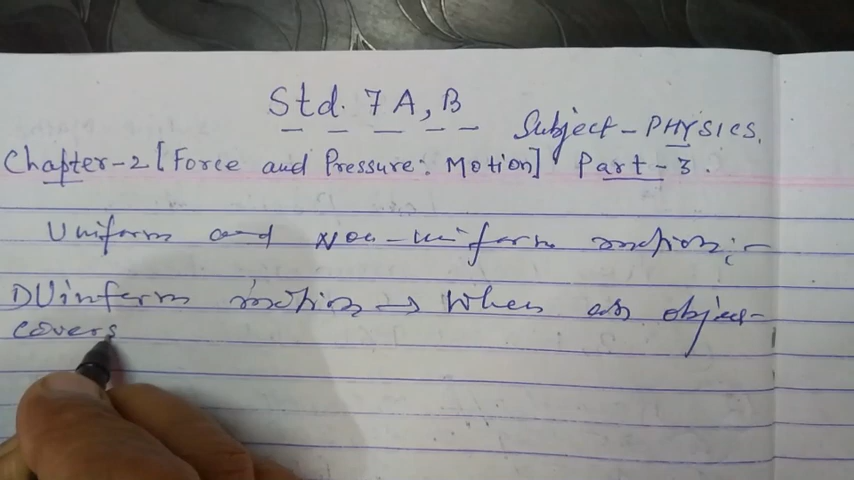 Std. 7 A, B
Subject - PHYSICS.
Chapter-2 [Force and Pressure: Motion] Part-3.
Uniform and Non-uniform motion:-
1) Uinform motion → When an object
covers